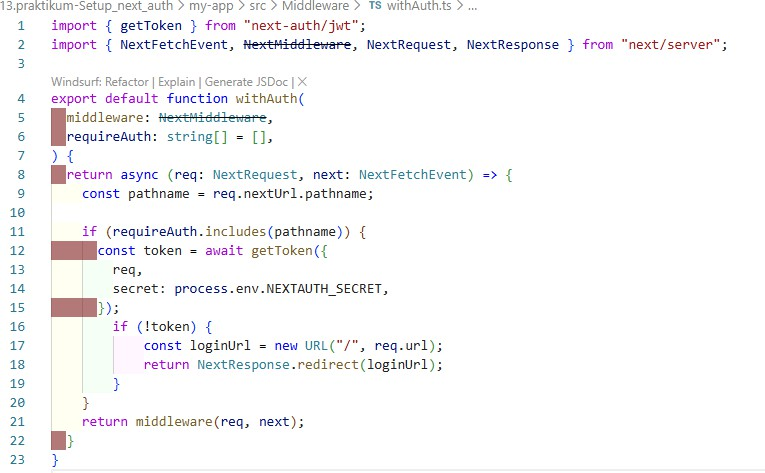 13.praktikum-Setup_next_auth > my-app > src > Middleware > TS withAuth.ts > ...
1 import { getToken } from "next-auth/jwt";
2 import { NextFetchEvent, NextMiddleware, NextRequest, NextResponse } from "next/server";
3
Windsurf: Refactor | Explain | Generate JSDoc | X
4 export default function withAuth(
5   middleware: NextMiddleware,
6   requireAuth: string[] = [],
7 ) {
8   return async (req: NextRequest, next: NextFetchEvent) => {
9     const pathname = req.nextUrl.pathname;
10
11     if (requireAuth.includes(pathname)) {
12       const token = await getToken({
13         req,
14         secret: process.env.NEXTAUTH_SECRET,
15       });
16         if (!token) {
17             const loginUrl = new URL("/", req.url);
18             return NextResponse.redirect(loginUrl);
19         }
20     }
21     return middleware(req, next);
22   }
23 }